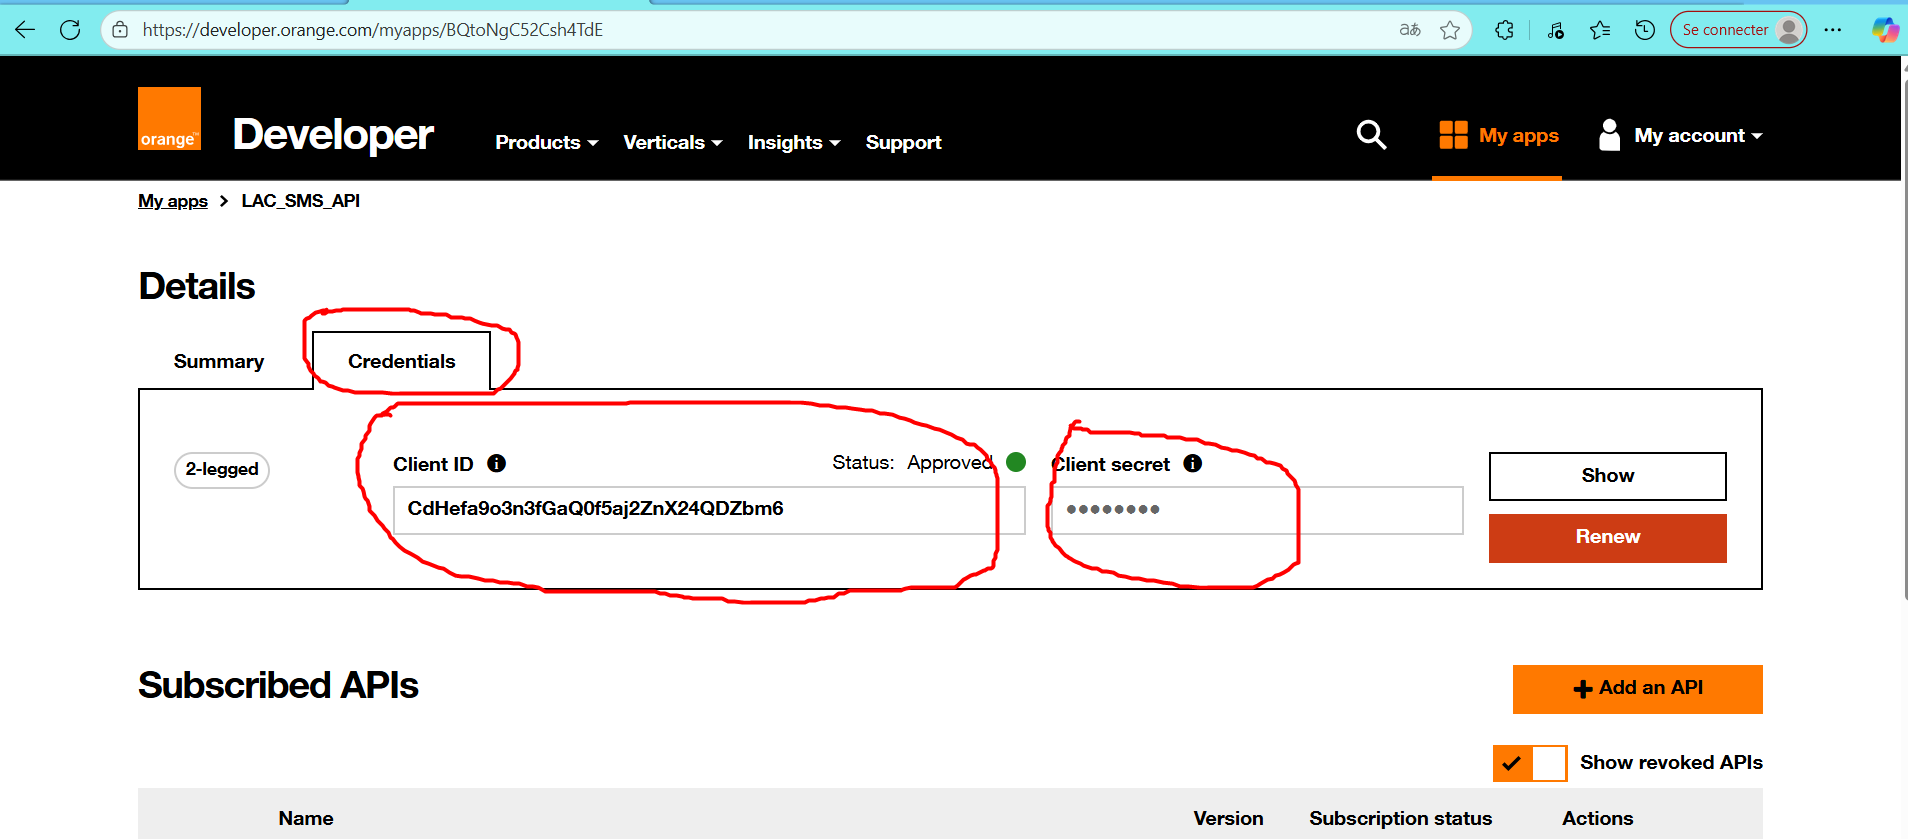 https://developer.orange.com/myapps/BQtoNgC52Csh4TdE
Se connecter
orange™
Developer
Products
Verticals
Insights
Support
My apps
My account
My apps > LAC_SMS_API
Details
Summary
Credentials
2-legged
Client ID
Status: Approved
Client secret
CdHefa9o3n3fGaQ0f5aj2ZnX24QDZbm6
••••••••
Show
Renew
Subscribed APIs
+ Add an API
Show revoked APIs
Name
Version
Subscription status
Actions